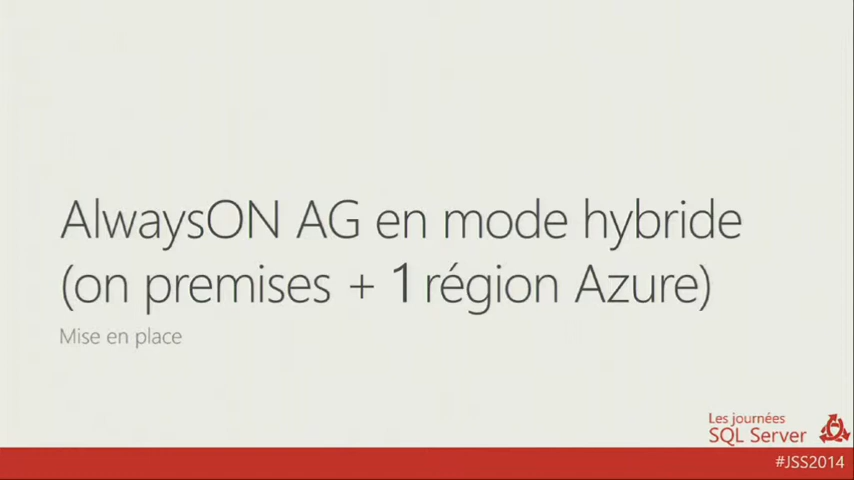 AlwaysON AG en mode hybride
(on premises + 1 région Azure)
Mise en place
Les journées
SQL Server
#JSS2014